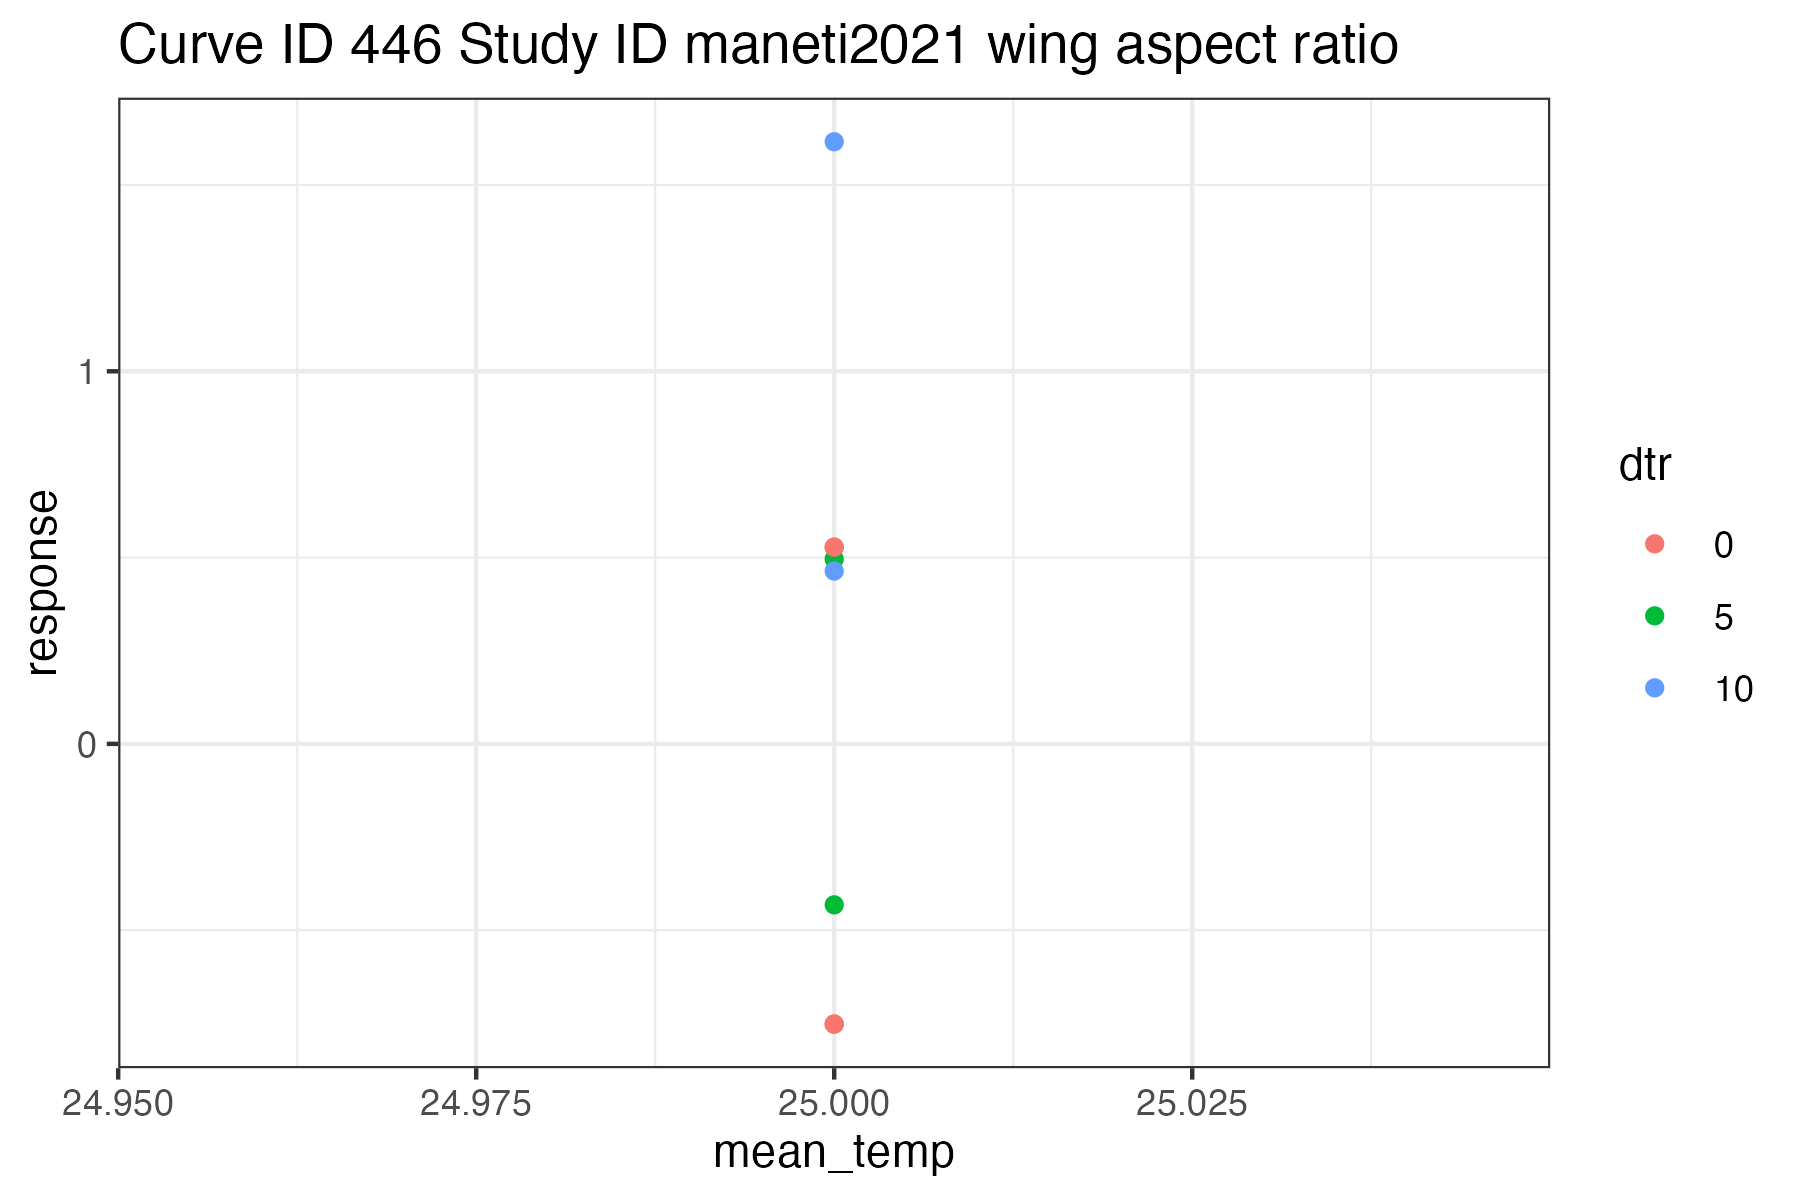 Curve ID 446 Study ID maneti2021 wing aspect ratio
response
1
0
24.950
24.975
25.000
25.025
mean_temp
dtr
0
5
10